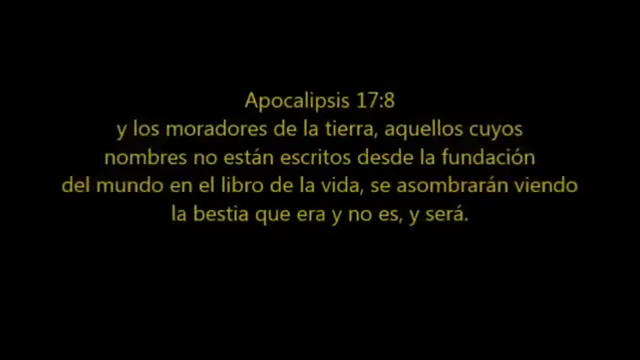 Apocalipsis 17:8
y los moradores de la tierra, aquellos cuyos
nombres no están escritos desde la fundación
del mundo en el libro de la vida, se asombrarán viendo
la bestia que era y no es, y será.